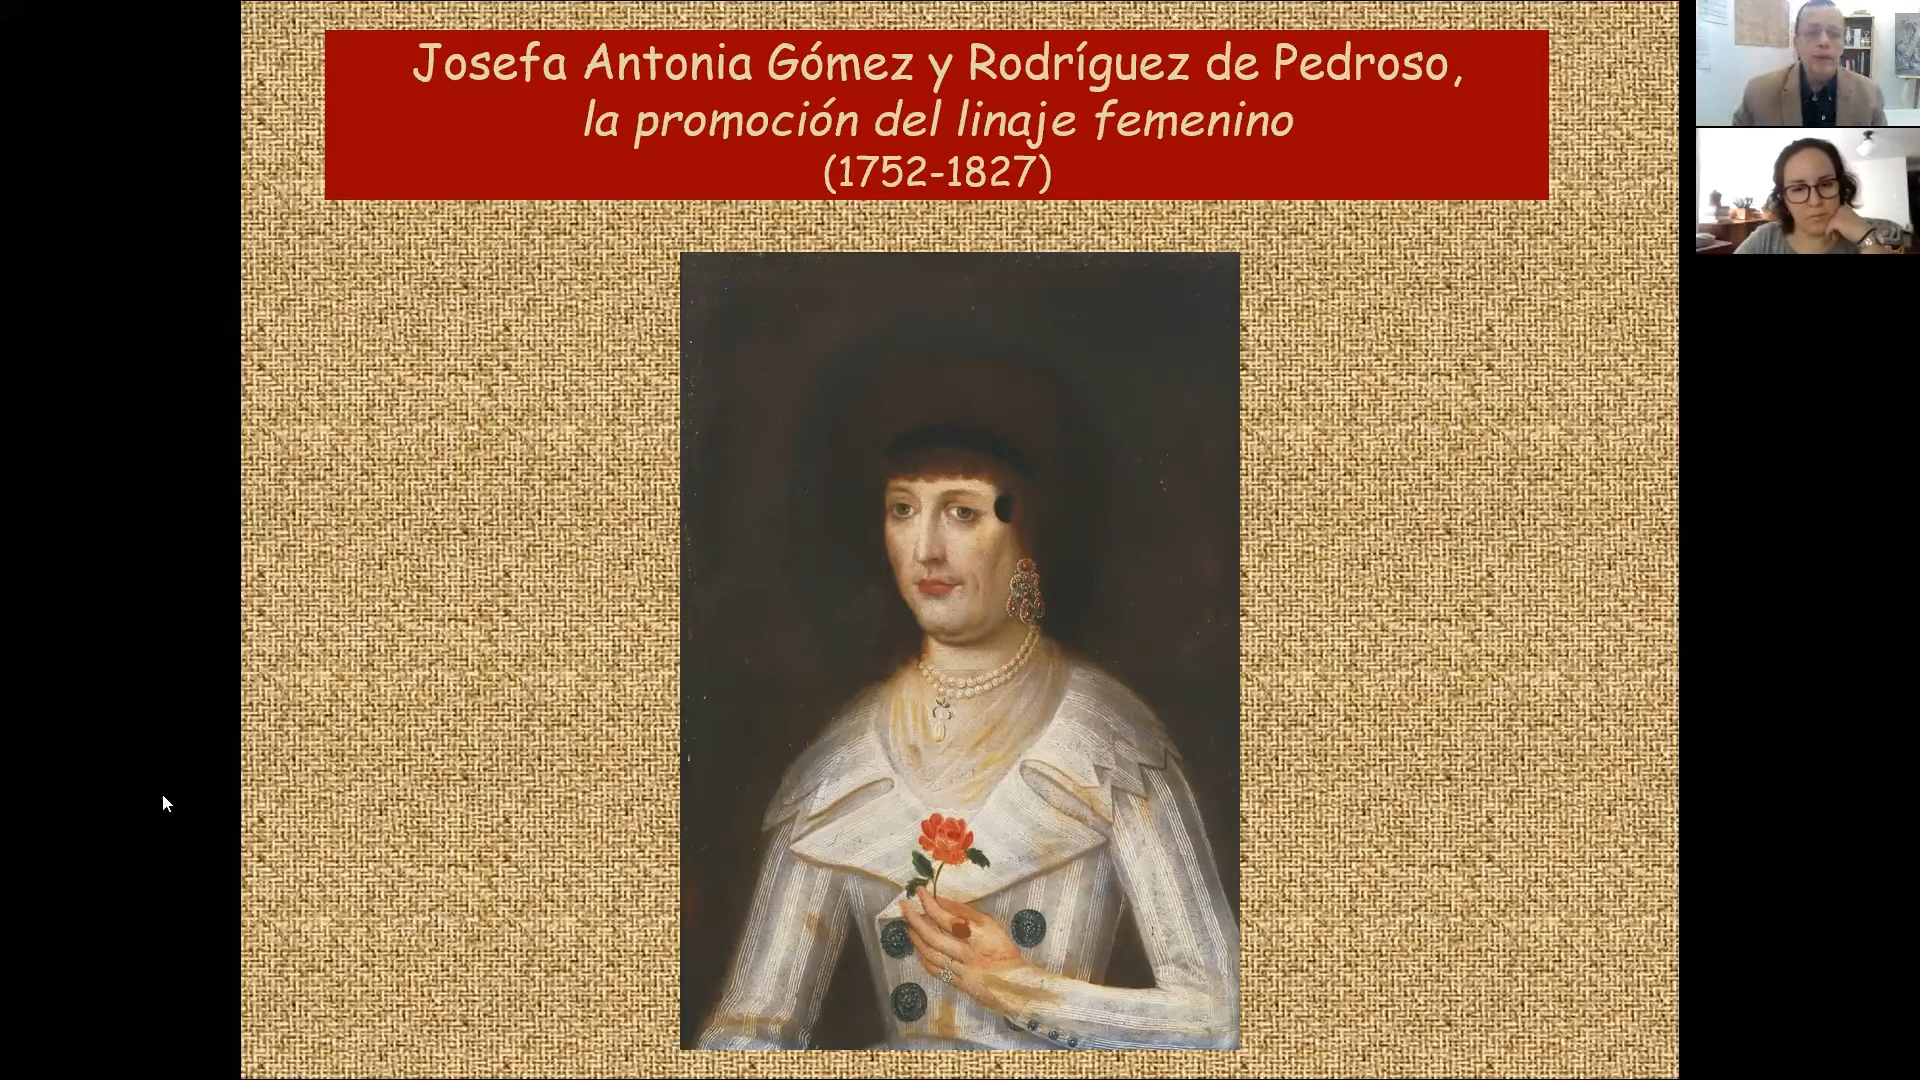 Josefa Antonia Gómez y Rodríguez de Pedroso,
la promoción del linaje femenino
(1752-1827)